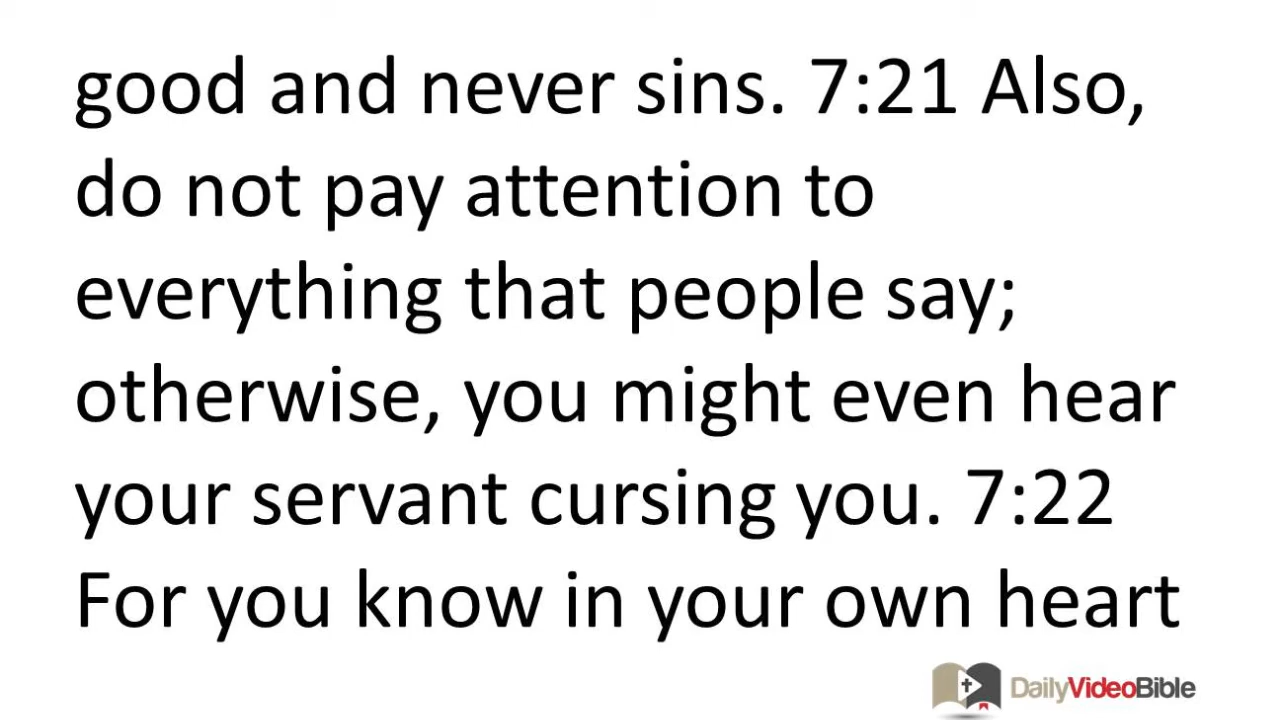 good and never sins. 7:21 Also,
do not pay attention to
everything that people say;
otherwise, you might even hear
your servant cursing you. 7:22
For you know in your own heart
DailyVideoBible